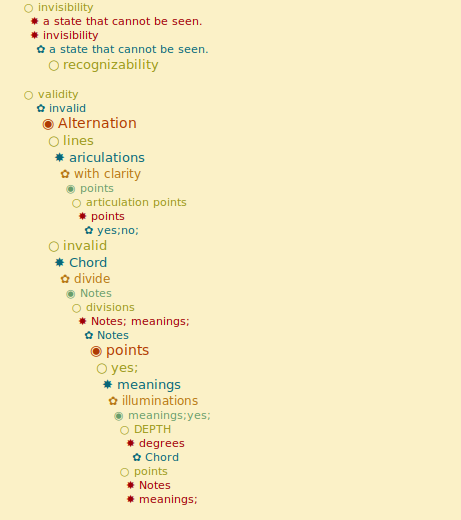 invisibility
a state that cannot be seen.
invisibility
a state that cannot be seen.
recognizability
validity
invalid
Alternation
lines
ariculations
with clarity
points
articulation points
points
yes;no;
invalid
Chord
divide
Notes
divisions
Notes; meanings;
Notes
points
yes;
meanings
illuminations
meanings;yes;
DEPTH
degrees
Chord
points
Notes
meanings;